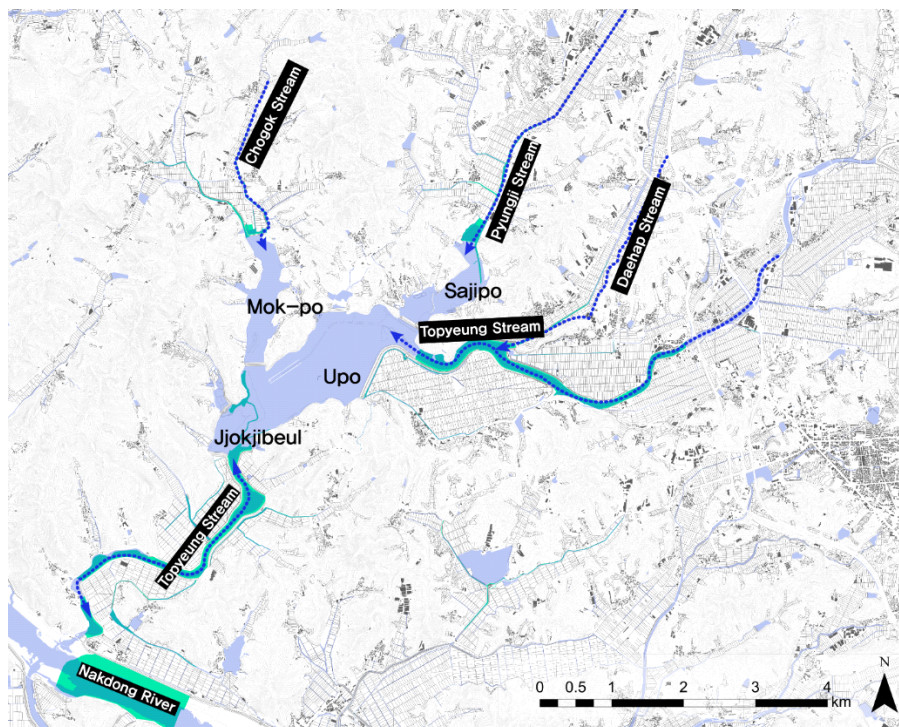 Chogok Stream
Pyungji Stream
Daehap Stream
Mok-po
Sajipo
Topyeung Stream
Upo
Jjokjibeul
Topyeung Stream
Nakdong River
N
0 0.5 1 2 3 4
km